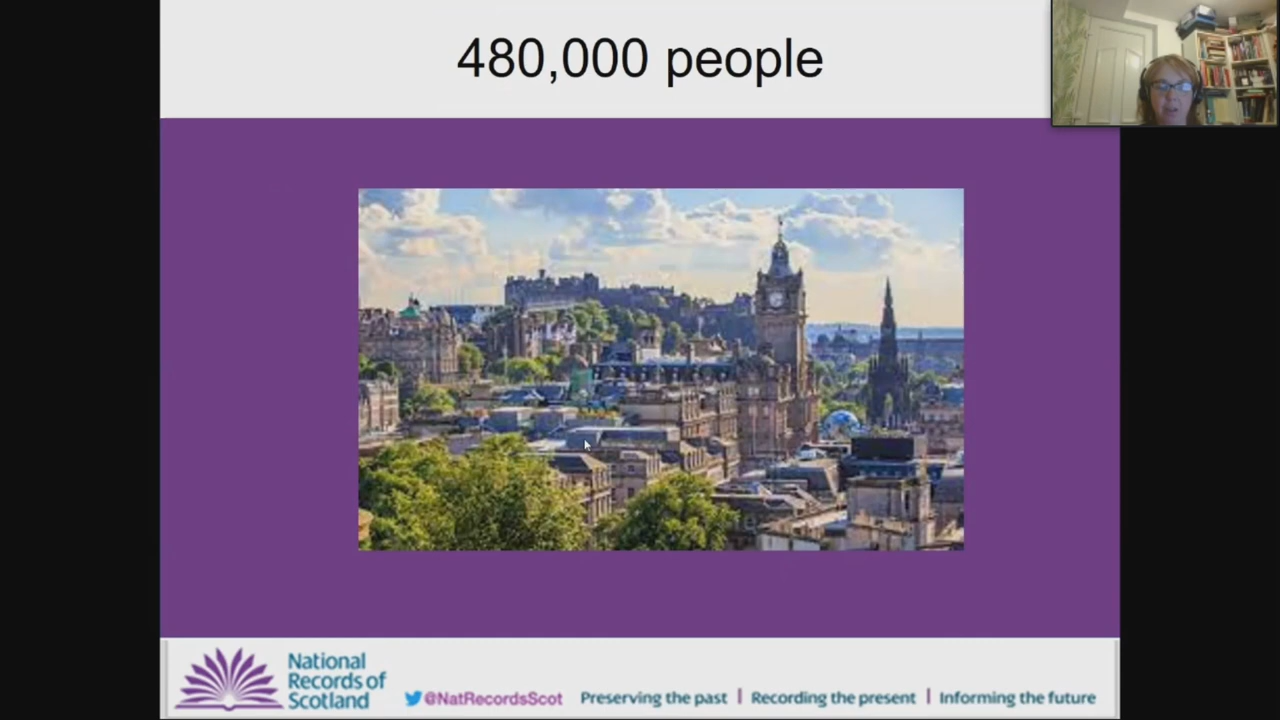 480,000 people
National
Records of
Scotland
@NatRecordsScot
Preserving the past | Recording the present | Informing the future